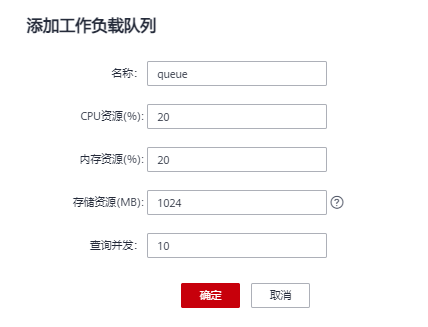 添加工作负载队列
名称： queue
CPU资源(%): 20
内存资源(%): 20
存储资源(MB): 1024 ?
查询并发： 10
确定 取消